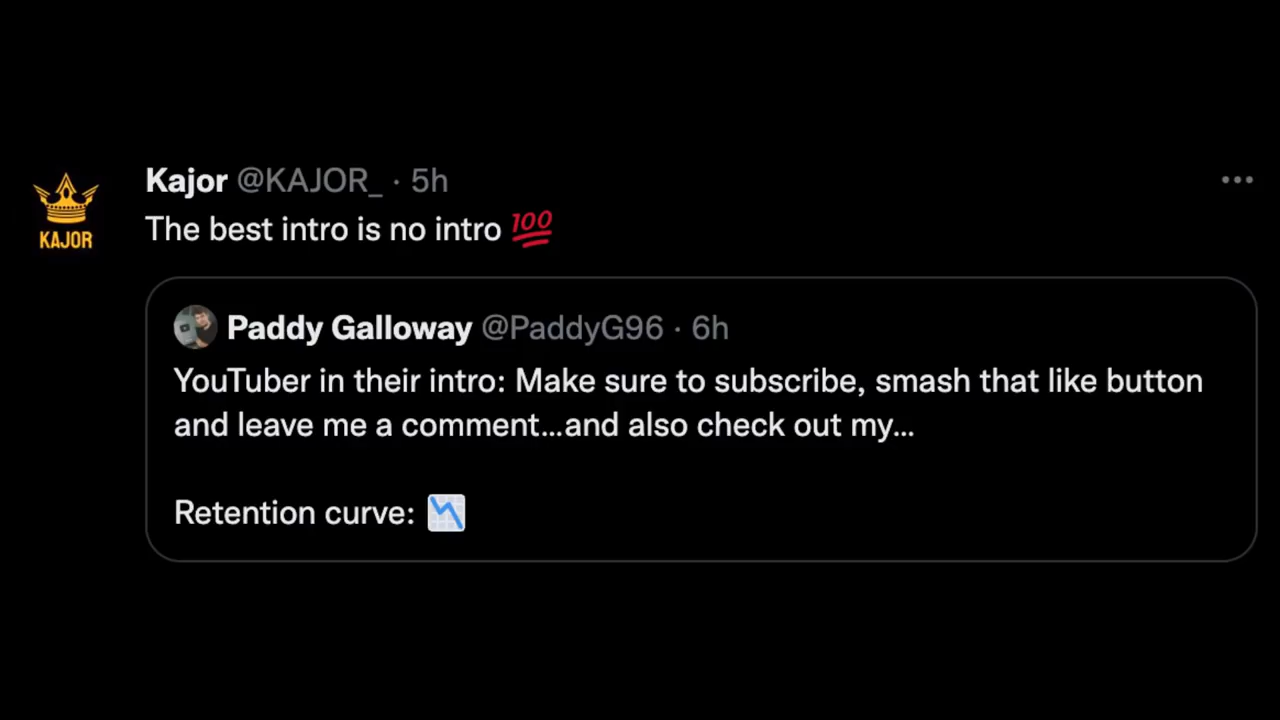 Kajor @KAJOR_ · 5h
The best intro is no intro 💯
KAJOR
Paddy Galloway @PaddyG96 · 6h
YouTuber in their intro: Make sure to subscribe, smash that like button
and leave me a comment...and also check out my...
Retention curve: 📉